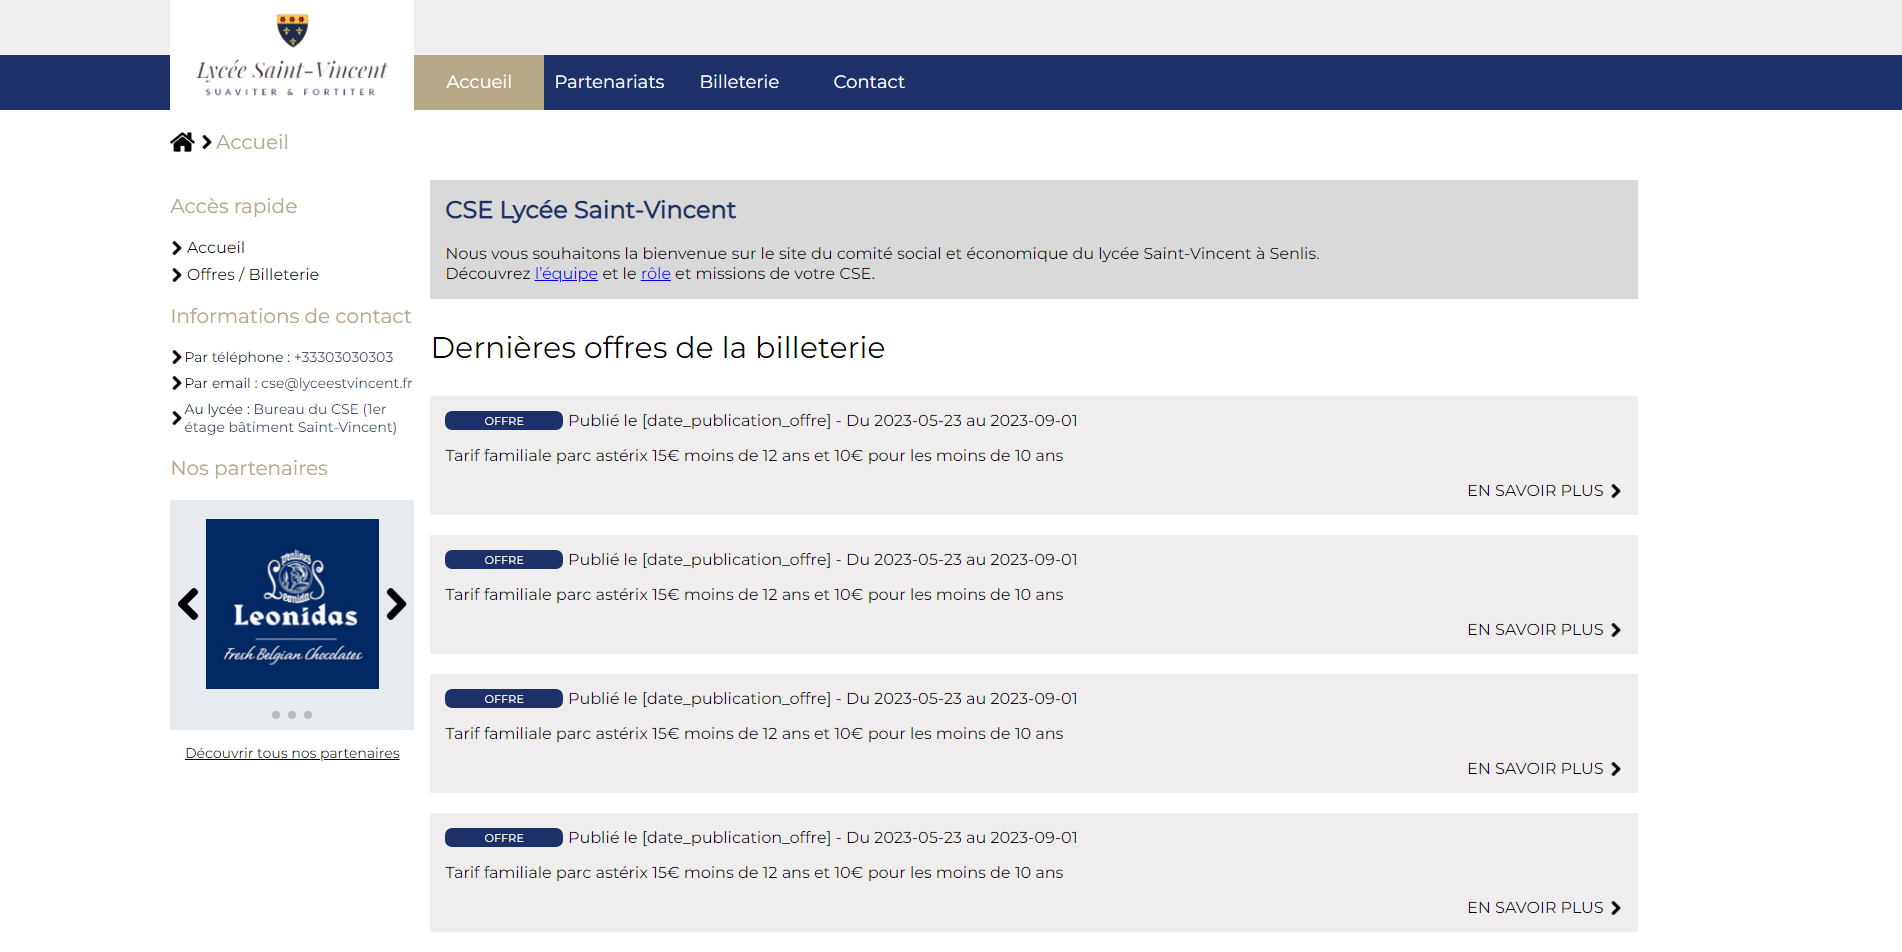 Lycée Saint-Vincent
SUAVITER & FORTITER
Accueil
Partenariats
Billeterie
Contact
Accueil
Accès rapide
Accueil
Offres / Billeterie
Informations de contact
Par téléphone : +33303030303
Par email : cse@lyceestvincent.fr
Au lycée : Bureau du CSE (1er
étage bâtiment Saint-Vincent)
Nos partenaires
pralines
Leonidas
Leonidas
Fresh Belgian Chocolates
Découvrir tous nos partenaires
CSE Lycée Saint-Vincent
Nous vous souhaitons la bienvenue sur le site du comité social et économique du lycée Saint-Vincent à Senlis.
Découvrez l'équipe et le rôle et missions de votre CSE.
Dernières offres de la billeterie
OFFRE Publié le [date_publication_offre] - Du 2023-05-23 au 2023-09-01
Tarif familiale parc astérix 15€ moins de 12 ans et 10€ pour les moins de 10 ans
EN SAVOIR PLUS
OFFRE Publié le [date_publication_offre] - Du 2023-05-23 au 2023-09-01
Tarif familiale parc astérix 15€ moins de 12 ans et 10€ pour les moins de 10 ans
EN SAVOIR PLUS
OFFRE Publié le [date_publication_offre] - Du 2023-05-23 au 2023-09-01
Tarif familiale parc astérix 15€ moins de 12 ans et 10€ pour les moins de 10 ans
EN SAVOIR PLUS
OFFRE Publié le [date_publication_offre] - Du 2023-05-23 au 2023-09-01
Tarif familiale parc astérix 15€ moins de 12 ans et 10€ pour les moins de 10 ans
EN SAVOIR PLUS